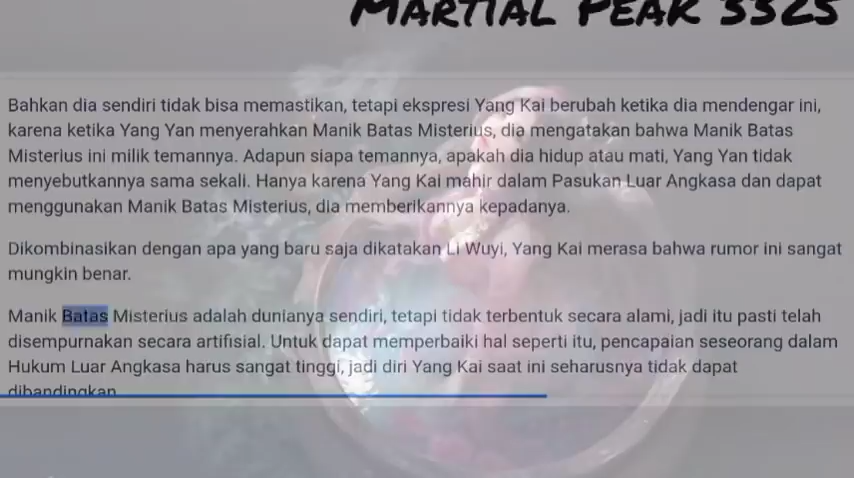 MARTIAL PEAK 3325
Bahkan dia sendiri tidak bisa memastikan, tetapi ekspresi Yang Kai berubah ketika dia mendengar ini,
karena ketika Yang Yan menyerahkan Manik Batas Misterius, dia mengatakan bahwa Manik Batas
Misterius ini milik temannya. Adapun siapa temannya, apakah dia hidup atau mati, Yang Yan tidak
menyebutkannya sama sekali. Hanya karena Yang Kai mahir dalam Pasukan Luar Angkasa dan dapat
menggunakan Manik Batas Misterius, dia memberikannya kepadanya.
Dikombinasikan dengan apa yang baru saja dikatakan Li Wuyi, Yang Kai merasa bahwa rumor ini sangat
mungkin benar.
Manik Batas Misterius adalah dunianya sendiri, tetapi tidak terbentuk secara alami, jadi itu pasti telah
disempurnakan secara artifisial. Untuk dapat memperbaiki hal seperti itu, pencapaian seseorang dalam
Hukum Luar Angkasa harus sangat tinggi, jadi diri Yang Kai saat ini seharusnya tidak dapat
dibandingkan